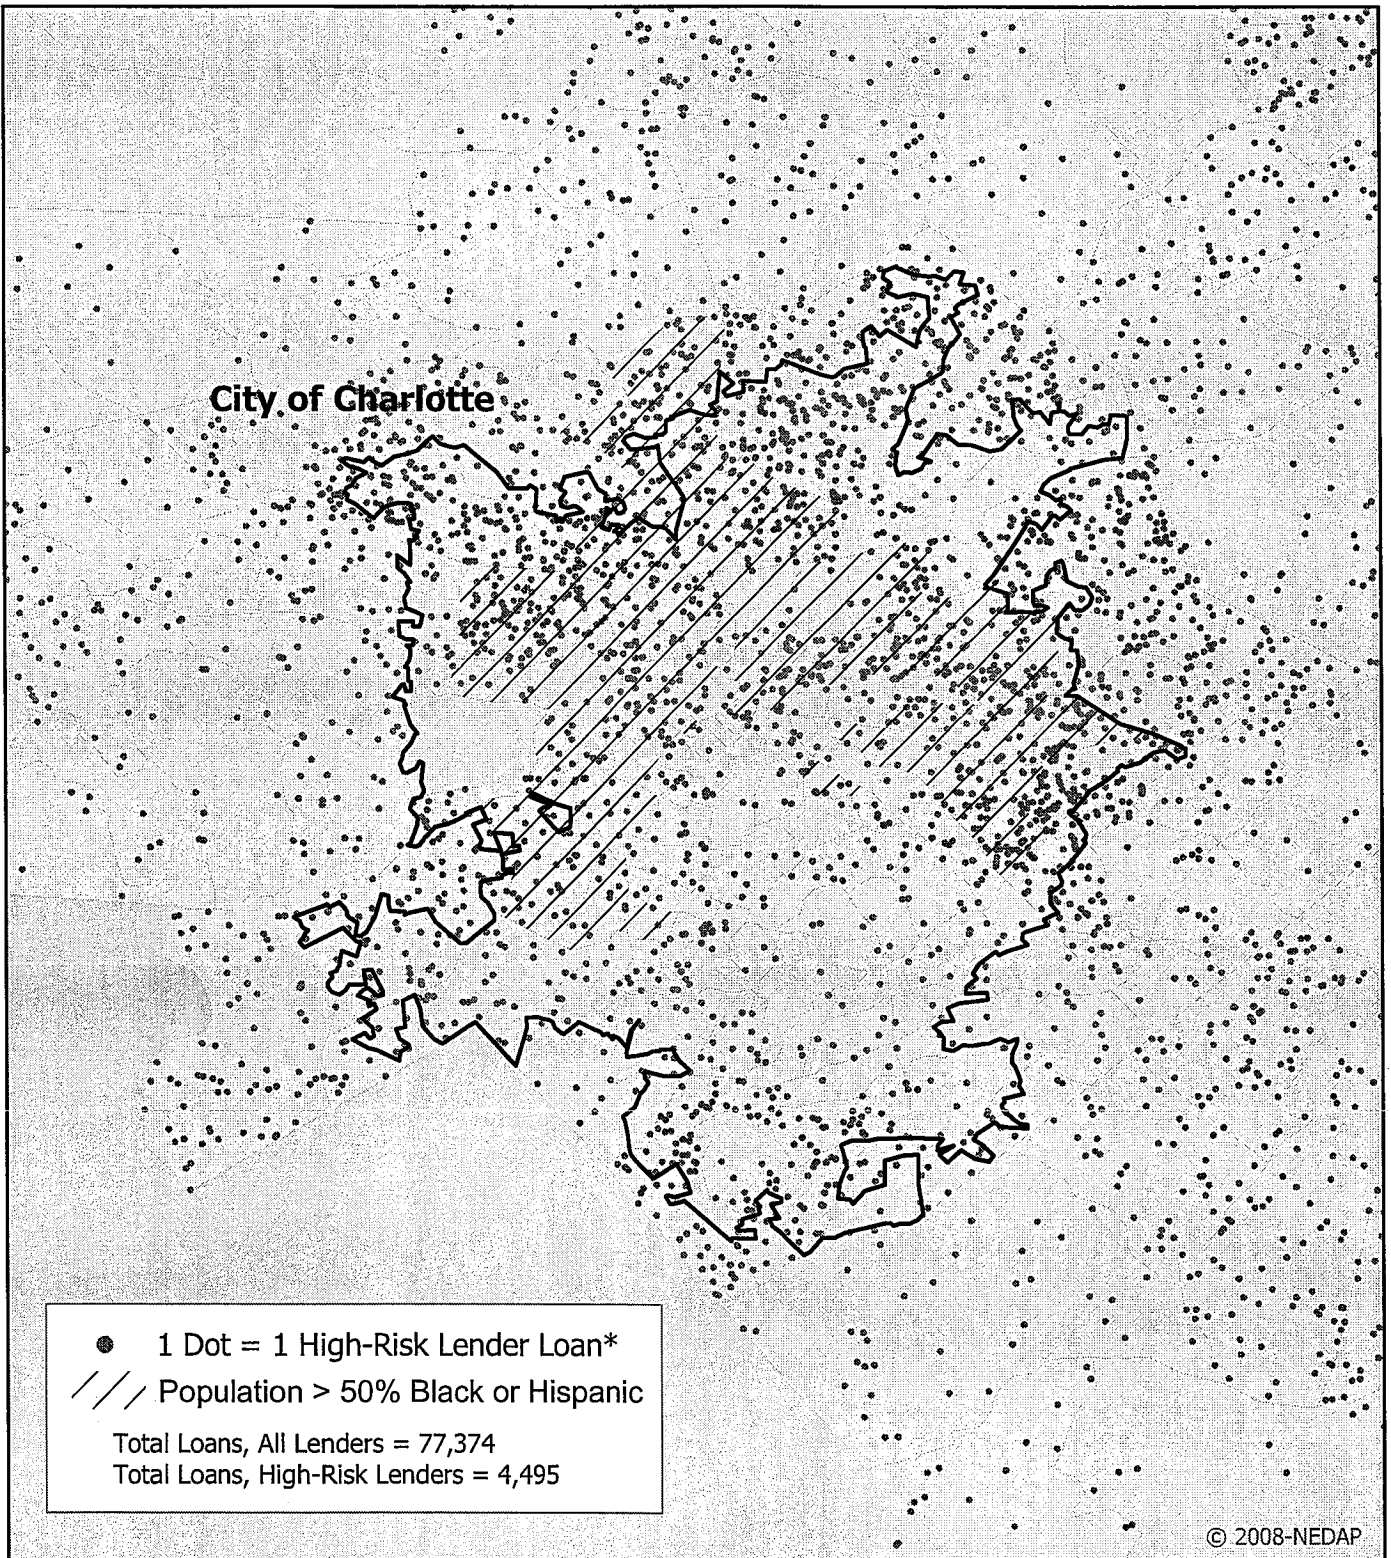 City of Charlotte
1 Dot = 1 High-Risk Lender Loan*
Population > 50% Black or Hispanic
Total Loans, All Lenders = 77,374
Total Loans, High-Risk Lenders = 4,495
© 2008-NEDAP